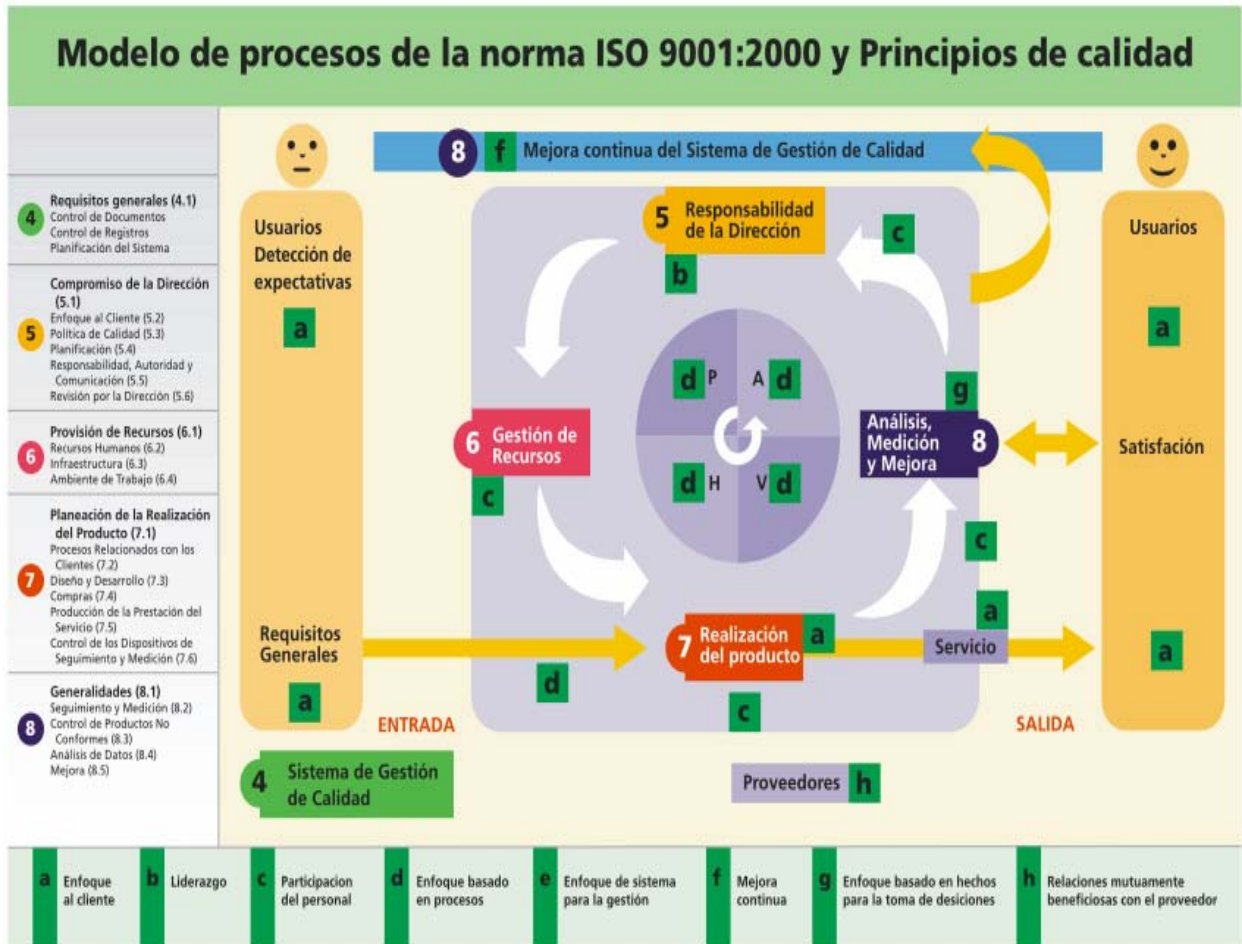 Modelo de procesos de la norma ISO 9001:2000 y Principios de calidad
4
Requisitos generales (4.1)
Control de Documentos
Control de Registros
Planificación del Sistema
5
Compromiso de la Dirección
(5.1)
Enfoque al Cliente (5.2)
Política de Calidad (5.3)
Planificación (5.4)
Responsabilidad, Autoridad y
Comunicación (5.5)
Revisión por la Dirección (5.6)
6
Provisión de Recursos (6.1)
Recursos Humanos (6.2)
Infraestructura (6.3)
Ambiente de Trabajo (6.4)
7
Planeación de la Realización
del Producto (7.1)
Procesos Relacionados con los
Clientes (7.2)
Diseño y Desarrollo (7.3)
Compras (7.4)
Producción de la Prestación del
Servicio (7.5)
Control de los Dispositivos de
Seguimiento y Medición (7.6)
8
Generalidades (8.1)
Seguimiento y Medición (8.2)
Control de Productos No
Conformes (8.3)
Análisis de Datos (8.4)
Mejora (8.5)
8 f Mejora continua del Sistema de Gestión de Calidad
Usuarios
Detección de
expectativas
a
Requisitos
Generales
a
5 Responsabilidad
de la Dirección
b
c
d P
A d
d H
V d
g
6 Gestión de
Recursos
c
Análisis,
Medición
y Mejora
8
c
a
7 Realización
del producto
a
Servicio
d
c
ENTRADA
SALIDA
Usuarios
a
Satisfacción
a
4 Sistema de Gestión
de Calidad
Proveedores h
a Enfoque
al cliente
b Liderazgo
c Participacion
del personal
d Enfoque basado
en procesos
e Enfoque de sistema
para la gestión
f Mejora
continua
g Enfoque basado en hechos
para la toma de desiciones
h Relaciones mutuamente
beneficiosas con el proveedor